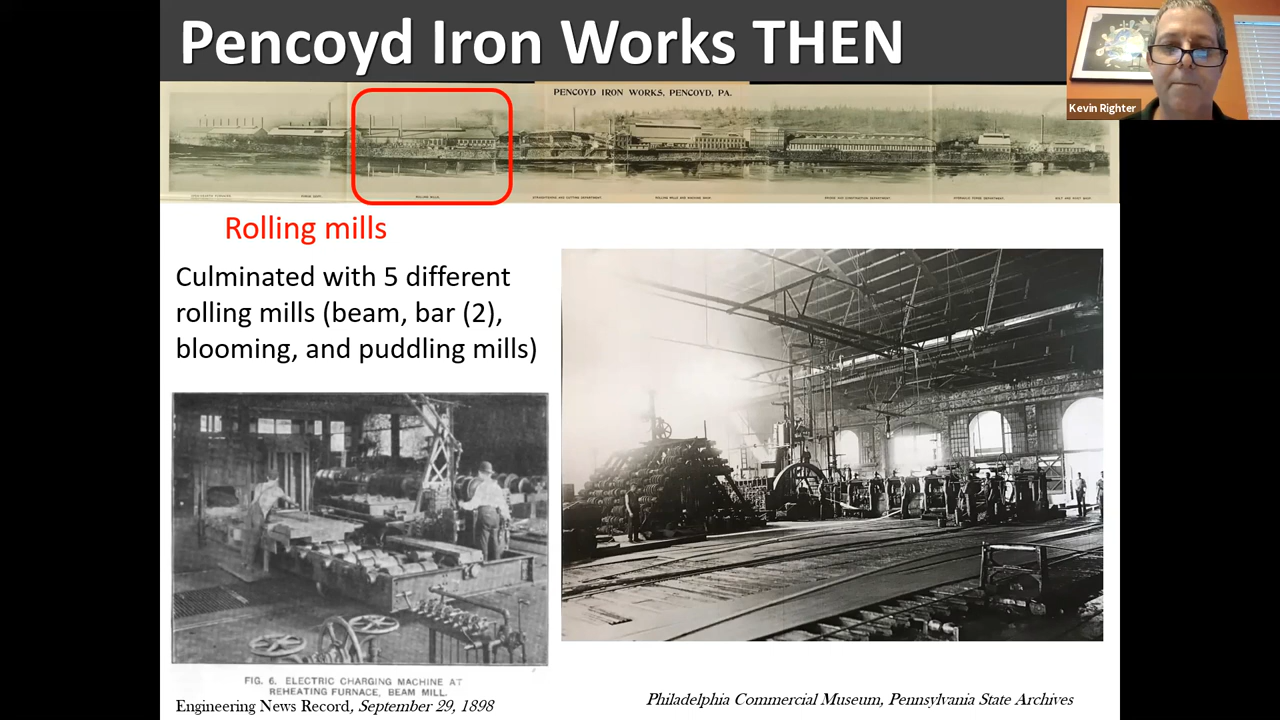 Pencoyd Iron Works THEN
Kevin Righter
PENCOYD IRON WORKS, PENCOYD, PA.
ROLLING MILLS.
Rolling mills
Culminated with 5 different
rolling mills (beam, bar (2),
blooming, and puddling mills)
FIG. 6. ELECTRIC CHARGING MACHINE AT
REHEATING FURNACE, BEAM MILL.
Engineering News Record, September 29, 1898
Philadelphia Commercial Museum, Pennsylvania State Archives